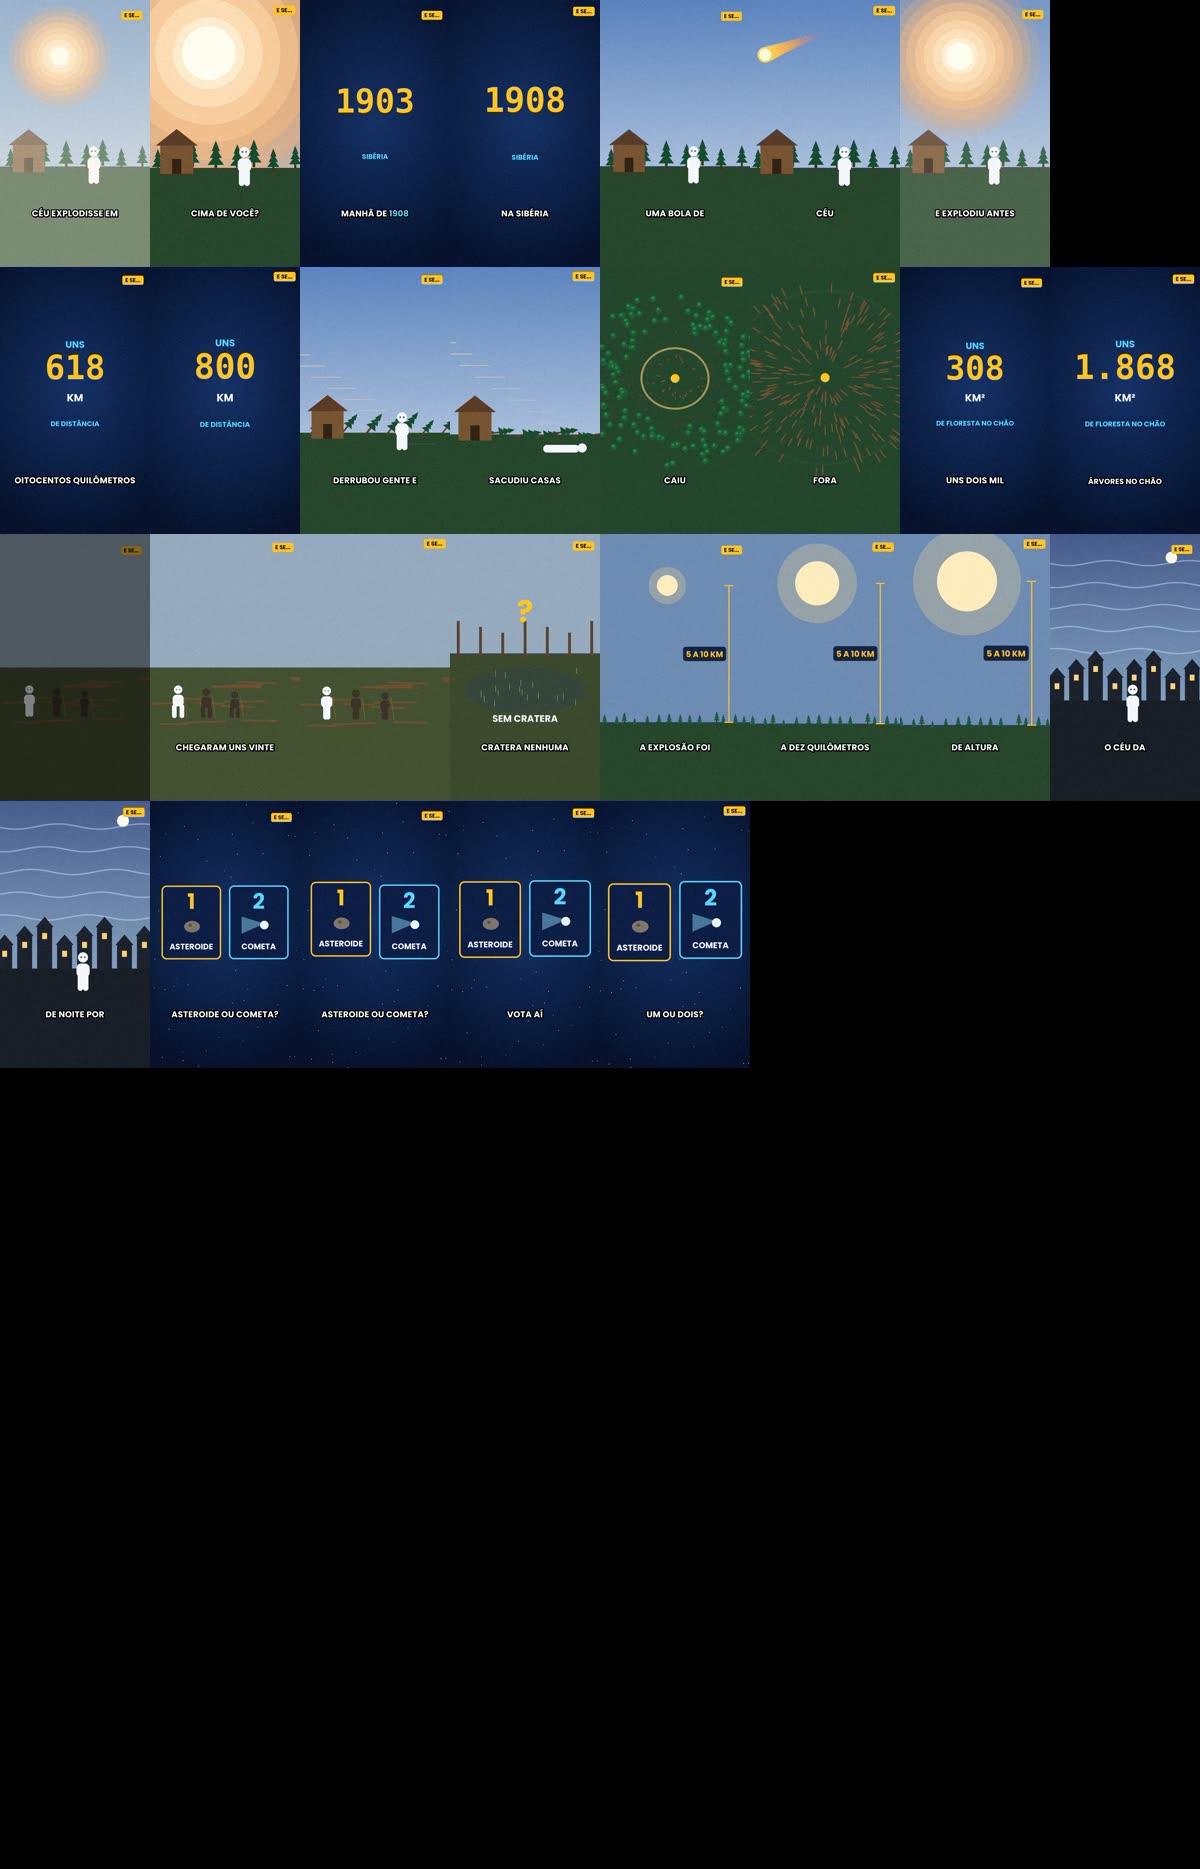 E SE...
CÉU EXPLODISSE EM
E SE...
CIMA DE VOCÊ?
E SE...
1903
SIBÉRIA
MANHÃ DE 1908
E SE...
1908
SIBÉRIA
NA SIBÉRIA
E SE...
UMA BOLA DE
E SE...
CÉU
E SE...
E EXPLODIU ANTES
E SE...
UNS
618
KM
DE DISTÂNCIA
OITOCENTOS QUILÔMETROS
E SE...
UNS
800
KM
DE DISTÂNCIA
E SE...
DERRUBOU GENTE E
E SE...
SACUDIU CASAS
E SE...
CAIU
E SE...
FORA
E SE...
UNS
308
KM²
DE FLORESTA NO CHÃO
UNS DOIS MIL
E SE...
UNS
1.868
KM²
DE FLORESTA NO CHÃO
ÁRVORES NO CHÃO
E SE...
E SE...
CHEGARAM UNS VINTE
E SE...
E SE...
?
SEM CRATERA
CRATERA NENHUMA
E SE...
5 A 10 KM
A EXPLOSÃO FOI
E SE...
5 A 10 KM
A DEZ QUILÔMETROS
E SE...
5 A 10 KM
DE ALTURA
E SE...
O CÉU DA
E SE...
DE NOITE POR
E SE...
1
ASTEROIDE
2
COMETA
ASTEROIDE OU COMETA?
E SE...
1
ASTEROIDE
2
COMETA
ASTEROIDE OU COMETA?
E SE...
1
ASTEROIDE
2
COMETA
VOTA AÍ
E SE...
1
ASTEROIDE
2
COMETA
UM OU DOIS?